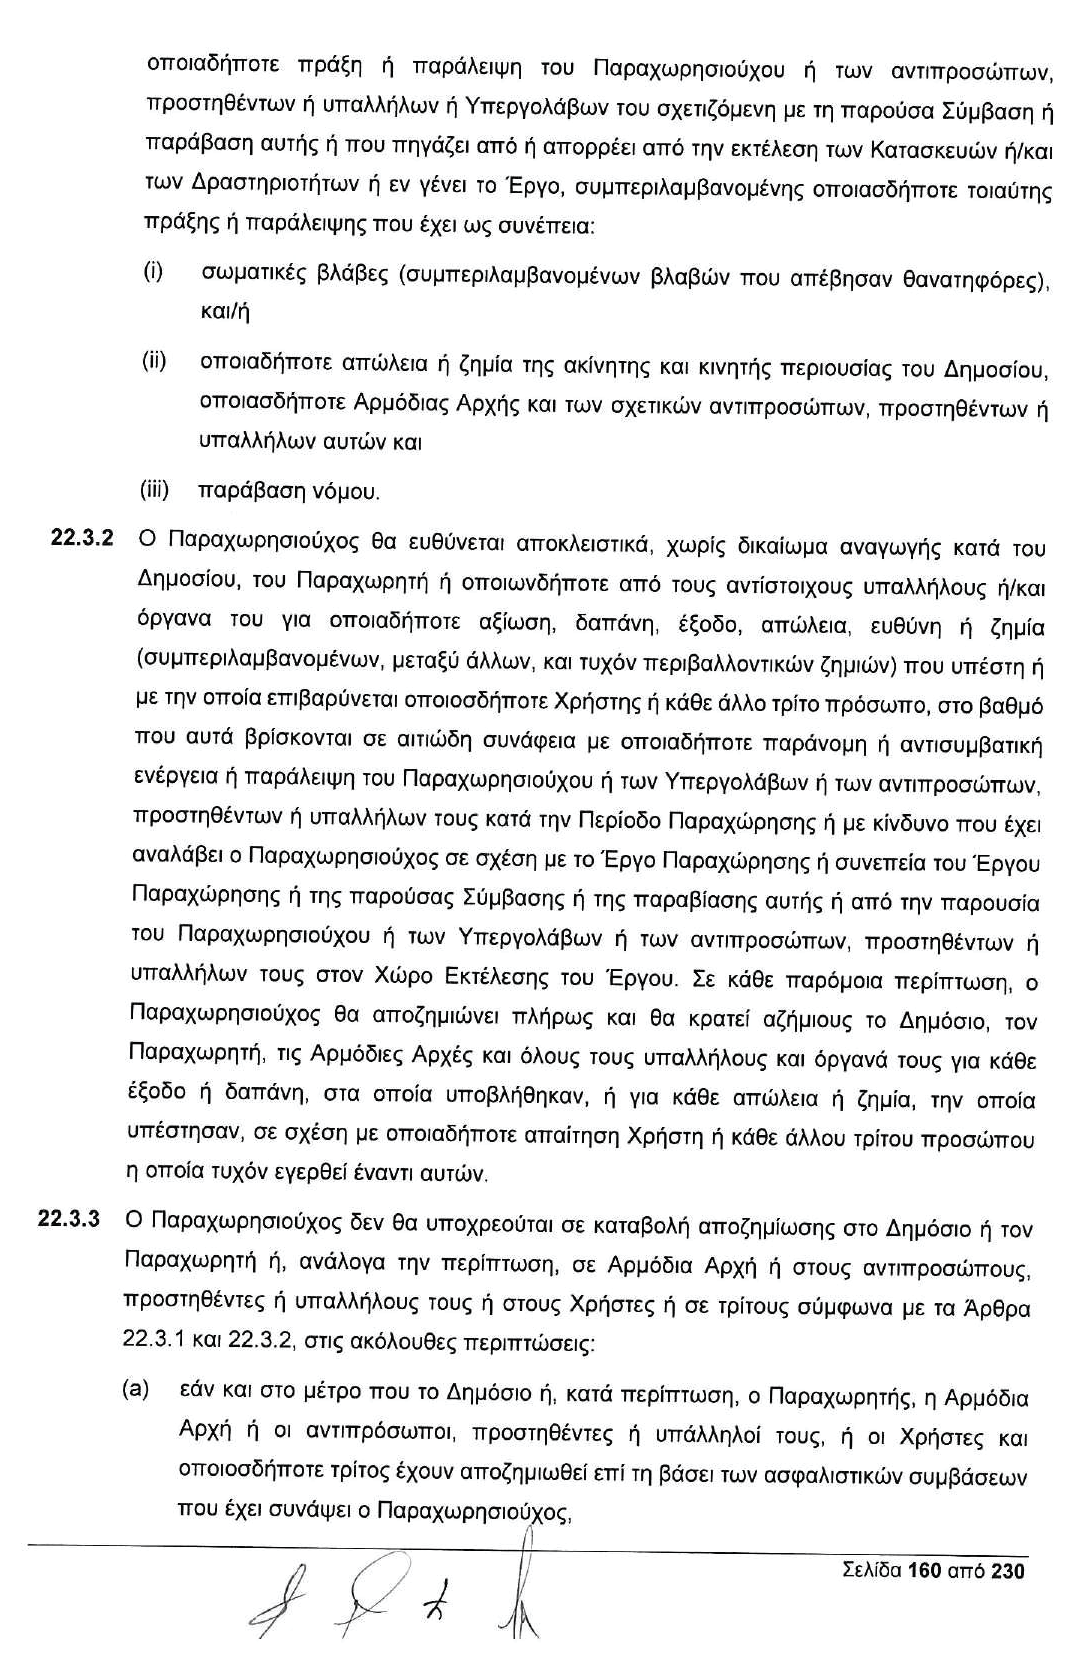 οποιαδήποτε πράξη ή παράλειψη του Παραχωρησιούχου ή των αντιπροσώπων,
προστηθέντων ή υπαλλήλων ή Υπεργολάβων του σχετιζόμενη με τη παρούσα Σύμβαση ή
παράβαση αυτής ή που πηγάζει από ή απορρέει από την εκτέλεση των Κατασκευών ή/και
των Δραστηριοτήτων ή εν γένει το Έργο, συμπεριλαμβανομένης οποιασδήποτε τοιαύτης
πράξης ή παράλειψης που έχει ως συνέπεια:
(i) σωματικές βλάβες (συμπεριλαμβανομένων βλαβών που απέβησαν θανατηφόρες),
και/ή
(ii) οποιαδήποτε απώλεια ή ζημία της ακίνητης και κινητής περιουσίας του Δημοσίου,
οποιασδήποτε Αρμόδιας Αρχής και των σχετικών αντιπροσώπων, προστηθέντων ή
υπαλλήλων αυτών και
(iii) παράβαση νόμου.
22.3.2 Ο Παραχωρησιούχος θα ευθύνεται αποκλειστικά, χωρίς δικαίωμα αναγωγής κατά του
Δημοσίου, του Παραχωρητή ή οποιωνδήποτε από τους αντίστοιχους υπαλλήλους ή/και
όργανα του για οποιαδήποτε αξίωση, δαπάνη, έξοδο, απώλεια, ευθύνη ή ζημία
(συμπεριλαμβανομένων, μεταξύ άλλων, και τυχόν περιβαλλοντικών ζημιών) που υπέστη ή
με την οποία επιβαρύνεται οποιοσδήποτε Χρήστης ή κάθε άλλο τρίτο πρόσωπο, στο βαθμό
που αυτά βρίσκονται σε αιτιώδη συνάφεια με οποιαδήποτε παράνομη ή αντισυμβατική
ενέργεια ή παράλειψη του Παραχωρησιούχου ή των Υπεργολάβων ή των αντιπροσώπων,
προστηθέντων ή υπαλλήλων τους κατά την Περίοδο Παραχώρησης ή με κίνδυνο που έχει
αναλάβει ο Παραχωρησιούχος σε σχέση με το Έργο Παραχώρησης ή συνεπεία του Έργου
Παραχώρησης ή της παρούσας Σύμβασης ή της παραβίασης αυτής ή από την παρουσία
του Παραχωρησιούχου ή των Υπεργολάβων ή των αντιπροσώπων, προστηθέντων ή
υπαλλήλων τους στον Χώρο Εκτέλεσης του Έργου. Σε κάθε παρόμοια περίπτωση, ο
Παραχωρησιούχος θα αποζημιώνει πλήρως και θα κρατεί αζήμιους το Δημόσιο, τον
Παραχωρητή, τις Αρμόδιες Αρχές και όλους τους υπαλλήλους και όργανά τους για κάθε
έξοδο ή δαπάνη, στα οποία υποβλήθηκαν, ή για κάθε απώλεια ή ζημία, την οποία
υπέστησαν, σε σχέση με οποιαδήποτε απαίτηση Χρήστη ή κάθε άλλου τρίτου προσώπου
η οποία τυχόν εγερθεί έναντι αυτών.
22.3.3 Ο Παραχωρησιούχος δεν θα υποχρεούται σε καταβολή αποζημίωσης στο Δημόσιο ή τον
Παραχωρητή ή, ανάλογα την περίπτωση, σε Αρμόδια Αρχή ή στους αντιπροσώπους,
προστηθέντες ή υπαλλήλους τους ή στους Χρήστες ή σε τρίτους σύμφωνα με τα Άρθρα
22.3.1 και 22.3.2, στις ακόλουθες περιπτώσεις:
(a) εάν και στο μέτρο που το Δημόσιο ή, κατά περίπτωση, ο Παραχωρητής, η Αρμόδια
Αρχή ή οι αντιπρόσωποι, προστηθέντες ή υπάλληλοί τους, ή οι Χρήστες και
οποιοσδήποτε τρίτος έχουν αποζημιωθεί επί τη βάσει των ασφαλιστικών συμβάσεων
που έχει συνάψει ο Παραχωρησιούχος,
Σελίδα 160 από 230